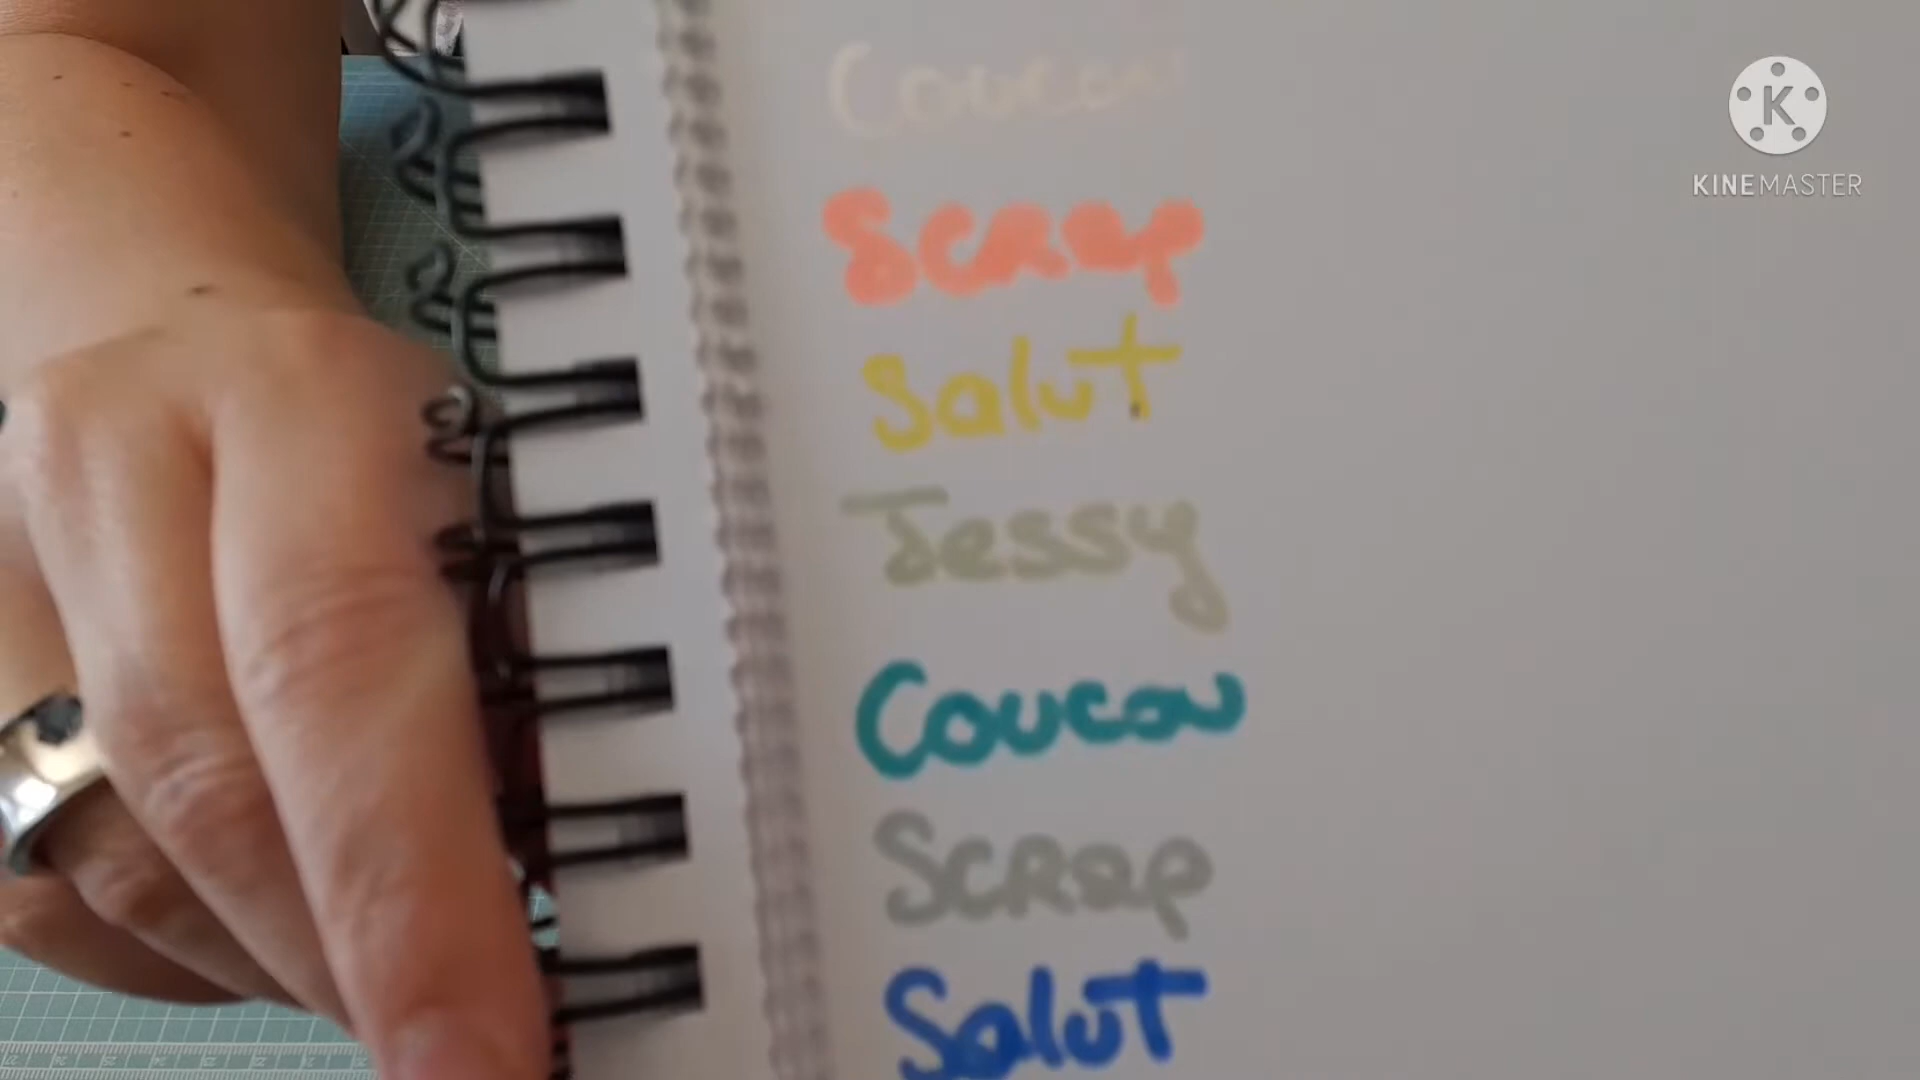 Coucou
Scrap
Salut
Jessy
Coucou
Scrap
Salut
K
KINEMASTER